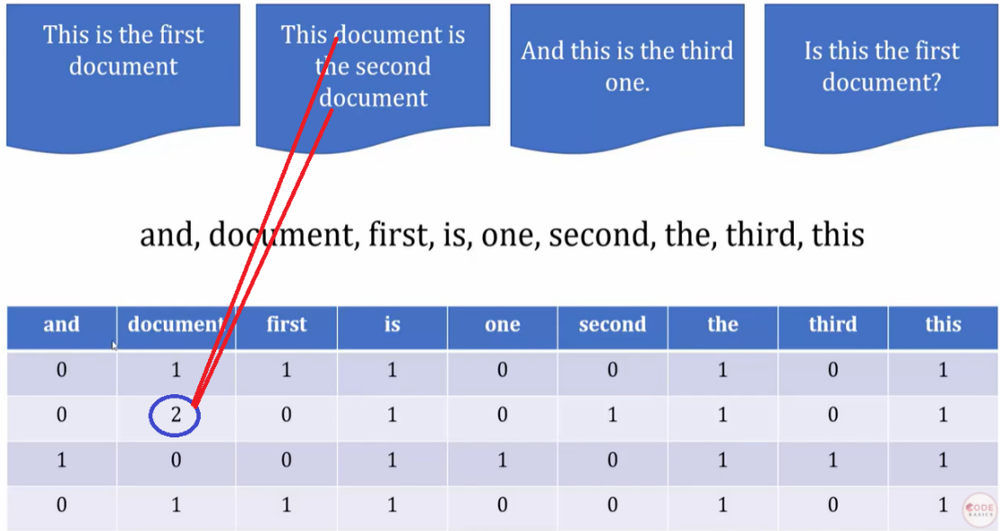 This is the first
document
This document is
the second
document
And this is the third
one.
Is this the first
document?
and, document, first, is, one, second, the, third, this
and document first is one second the third this
0 1 1 1 0 0 1 0 1
0 2 0 1 0 1 1 0 1
1 0 0 1 1 0 1 1 1
0 1 1 1 0 0 1 0 1
CODE
BASICS